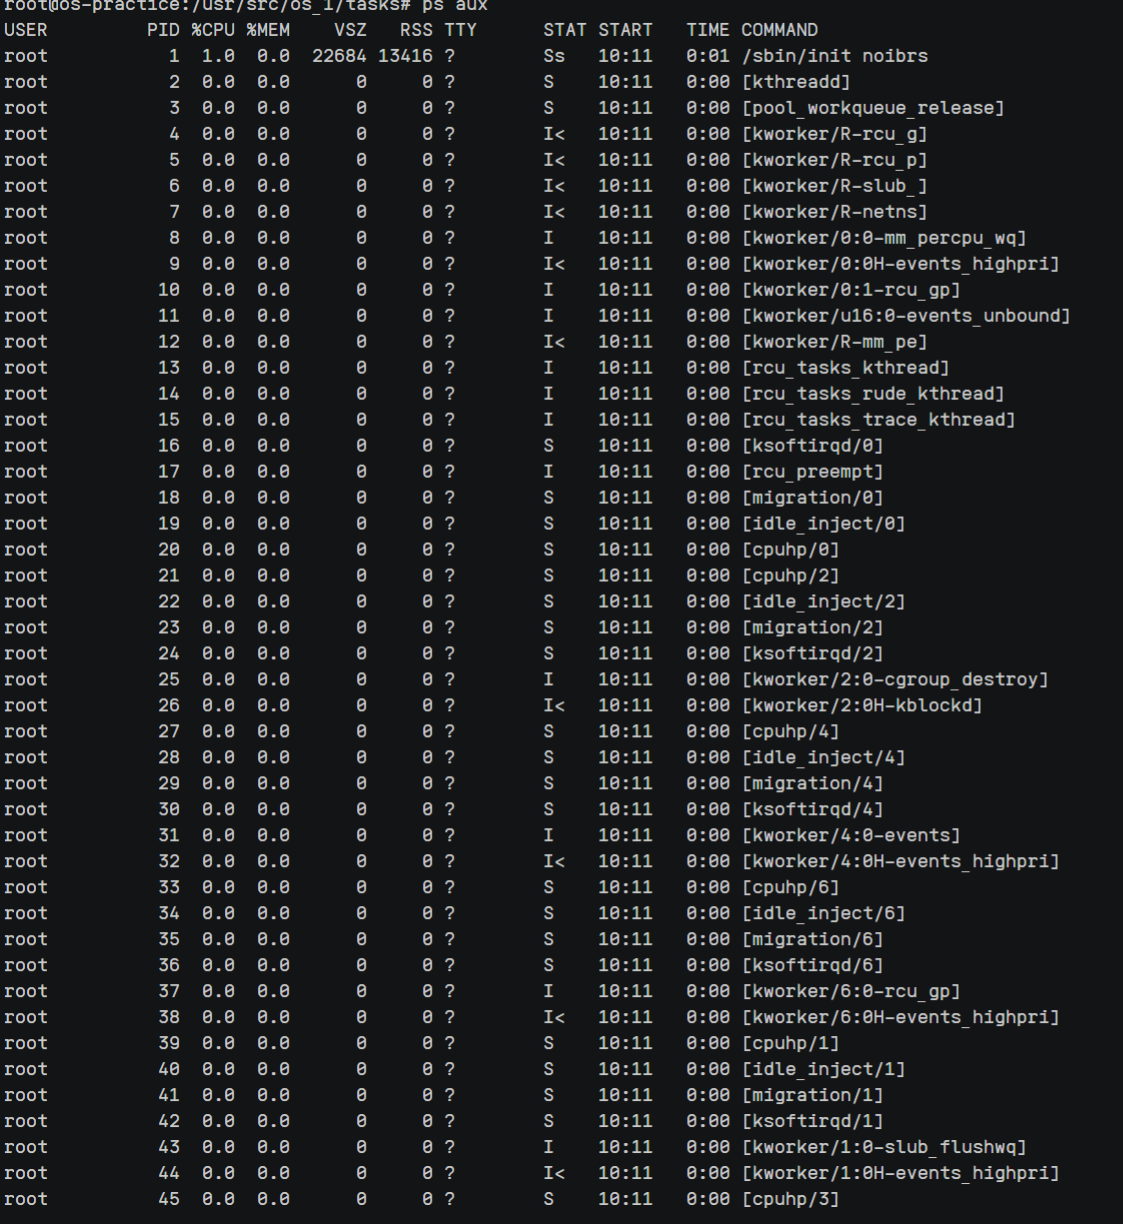 root@os-practice:/usr/src/os_1/tasks# ps aux
USER PID %CPU %MEM VSZ RSS TTY STAT START TIME COMMAND
root 1 1.0 0.0 22684 13416 ? Ss 10:11 0:01 /sbin/init noibrs
root 2 0.0 0.0 0 0 ? S 10:11 0:00 [kthreadd]
root 3 0.0 0.0 0 0 ? S 10:11 0:00 [pool_workqueue_release]
root 4 0.0 0.0 0 0 ? I< 10:11 0:00 [kworker/R-rcu_g]
root 5 0.0 0.0 0 0 ? I< 10:11 0:00 [kworker/R-rcu_p]
root 6 0.0 0.0 0 0 ? I< 10:11 0:00 [kworker/R-slub_]
root 7 0.0 0.0 0 0 ? I< 10:11 0:00 [kworker/R-netns]
root 8 0.0 0.0 0 0 ? I 10:11 0:00 [kworker/0:0-mm_percpu_wq]
root 9 0.0 0.0 0 0 ? I< 10:11 0:00 [kworker/0:0H-events_highpri]
root 10 0.0 0.0 0 0 ? I 10:11 0:00 [kworker/0:1-rcu_gp]
root 11 0.0 0.0 0 0 ? I 10:11 0:00 [kworker/u16:0-events_unbound]
root 12 0.0 0.0 0 0 ? I< 10:11 0:00 [kworker/R-mm_pe]
root 13 0.0 0.0 0 0 ? I 10:11 0:00 [rcu_tasks_kthread]
root 14 0.0 0.0 0 0 ? I 10:11 0:00 [rcu_tasks_rude_kthread]
root 15 0.0 0.0 0 0 ? I 10:11 0:00 [rcu_tasks_trace_kthread]
root 16 0.0 0.0 0 0 ? S 10:11 0:00 [ksoftirqd/0]
root 17 0.0 0.0 0 0 ? I 10:11 0:00 [rcu_preempt]
root 18 0.0 0.0 0 0 ? S 10:11 0:00 [migration/0]
root 19 0.0 0.0 0 0 ? S 10:11 0:00 [idle_inject/0]
root 20 0.0 0.0 0 0 ? S 10:11 0:00 [cpuhp/0]
root 21 0.0 0.0 0 0 ? S 10:11 0:00 [cpuhp/2]
root 22 0.0 0.0 0 0 ? S 10:11 0:00 [idle_inject/2]
root 23 0.0 0.0 0 0 ? S 10:11 0:00 [migration/2]
root 24 0.0 0.0 0 0 ? S 10:11 0:00 [ksoftirqd/2]
root 25 0.0 0.0 0 0 ? I 10:11 0:00 [kworker/2:0-cgroup_destroy]
root 26 0.0 0.0 0 0 ? I< 10:11 0:00 [kworker/2:0H-kblockd]
root 27 0.0 0.0 0 0 ? S 10:11 0:00 [cpuhp/4]
root 28 0.0 0.0 0 0 ? S 10:11 0:00 [idle_inject/4]
root 29 0.0 0.0 0 0 ? S 10:11 0:00 [migration/4]
root 30 0.0 0.0 0 0 ? S 10:11 0:00 [ksoftirqd/4]
root 31 0.0 0.0 0 0 ? I 10:11 0:00 [kworker/4:0-events]
root 32 0.0 0.0 0 0 ? I< 10:11 0:00 [kworker/4:0H-events_highpri]
root 33 0.0 0.0 0 0 ? S 10:11 0:00 [cpuhp/6]
root 34 0.0 0.0 0 0 ? S 10:11 0:00 [idle_inject/6]
root 35 0.0 0.0 0 0 ? S 10:11 0:00 [migration/6]
root 36 0.0 0.0 0 0 ? S 10:11 0:00 [ksoftirqd/6]
root 37 0.0 0.0 0 0 ? I 10:11 0:00 [kworker/6:0-rcu_gp]
root 38 0.0 0.0 0 0 ? I< 10:11 0:00 [kworker/6:0H-events_highpri]
root 39 0.0 0.0 0 0 ? S 10:11 0:00 [cpuhp/1]
root 40 0.0 0.0 0 0 ? S 10:11 0:00 [idle_inject/1]
root 41 0.0 0.0 0 0 ? S 10:11 0:00 [migration/1]
root 42 0.0 0.0 0 0 ? S 10:11 0:00 [ksoftirqd/1]
root 43 0.0 0.0 0 0 ? I 10:11 0:00 [kworker/1:0-slub_flushwq]
root 44 0.0 0.0 0 0 ? I< 10:11 0:00 [kworker/1:0H-events_highpri]
root 45 0.0 0.0 0 0 ? S 10:11 0:00 [cpuhp/3]